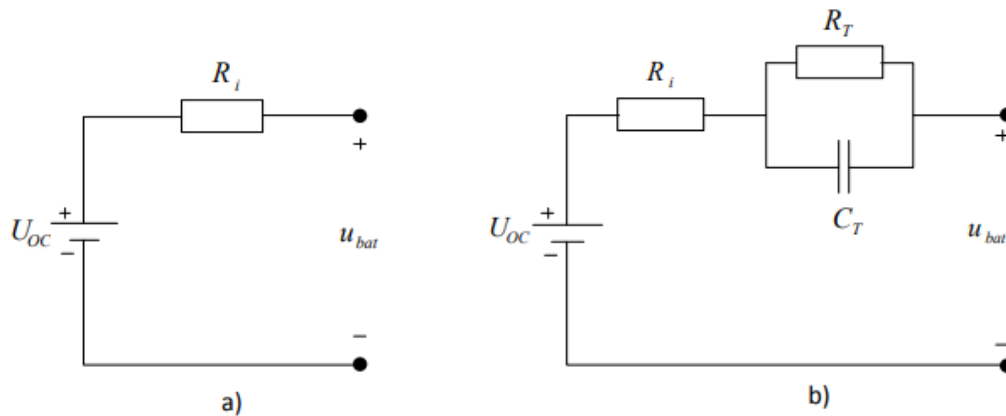 R_T
R_i
R_i
+
+
+
+
U_OC
U_OC
C_T
−
−
u_bat
u_bat
−
−
a)
b)